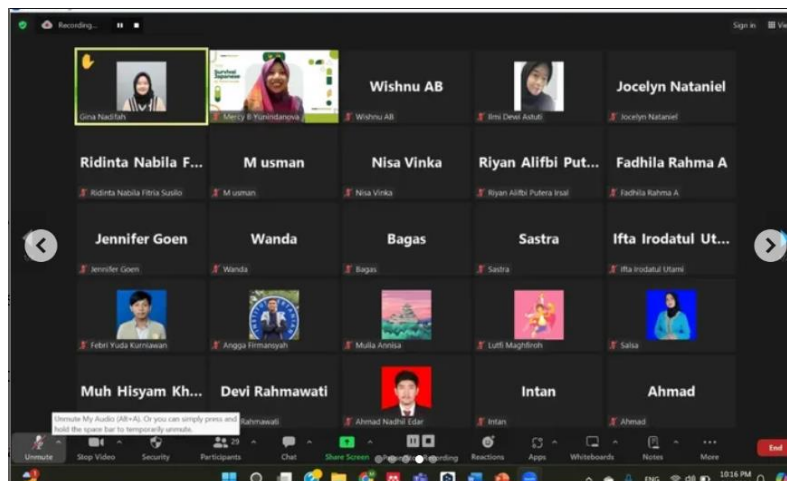 Recording...
Sign in
Vie
Gina Nadifah
Survival
Japanese
Mercy B Yunindanova
Wishnu AB
Wishnu AB
Ilmi Dewi Astuti
Jocelyn Nataniel
Jocelyn Nataniel
Ridinta Nabila F...
Ridinta Nabila Fitria Susilo
M usman
M usman
Nisa Vinka
Nisa Vinka
Riyan Alifbi Put...
Riyan Alifbi Putera Irsal
Fadhila Rahma A
Fadhila Rahma A
Jennifer Goen
Jennifer Goen
Wanda
Wanda
Bagas
Bagas
Sastra
Sastra
Ifta Irodatul Ut...
Ifta Irodatul Utami
Febri Yuda Kurniawan
Angga Firmansyah
Mulia Annisa
Lutfi Maghfiroh
Salsa
Muh Hisyam Kh...
Devi Rahmawati
Rahmawati
Ahmad Nadhil Edar
Intan
Intan
Ahmad
Ahmad
Unmute My Audio (Alt+A). Or you can simply press and
hold the space bar to temporarily unmute.
Unmute
Stop Video
Security
29
Participants
Chat
Share Screen
Recording
Reactions
Apps
Whiteboards
Notes
More
End
ENG
10:16 PM